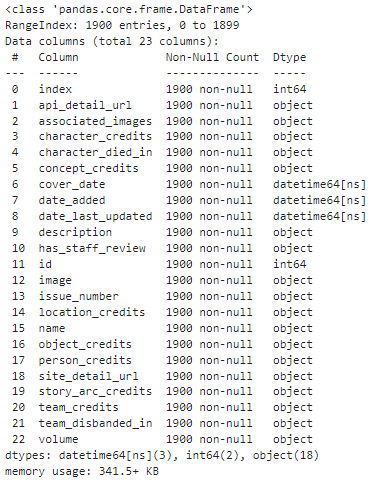 <class 'pandas.core.frame.DataFrame'>
RangeIndex: 1900 entries, 0 to 1899
Data columns (total 23 columns):
 #   Column             Non-Null Count  Dtype
---  ------             --------------  -----
 0   index              1900 non-null   int64
 1   api_detail_url     1900 non-null   object
 2   associated_images  1900 non-null   object
 3   character_credits  1900 non-null   object
 4   character_died_in  1900 non-null   object
 5   concept_credits    1900 non-null   object
 6   cover_date         1900 non-null   datetime64[ns]
 7   date_added         1900 non-null   datetime64[ns]
 8   date_last_updated  1900 non-null   datetime64[ns]
 9   description        1900 non-null   object
 10  has_staff_review   1900 non-null   object
 11  id                 1900 non-null   int64
 12  image              1900 non-null   object
 13  issue_number       1900 non-null   object
 14  location_credits   1900 non-null   object
 15  name               1900 non-null   object
 16  object_credits     1900 non-null   object
 17  person_credits     1900 non-null   object
 18  site_detail_url    1900 non-null   object
 19  story_arc_credits  1900 non-null   object
 20  team_credits       1900 non-null   object
 21  team_disbanded_in  1900 non-null   object
 22  volume             1900 non-null   object
dtypes: datetime64[ns](3), int64(2), object(18)
memory usage: 341.5+ KB